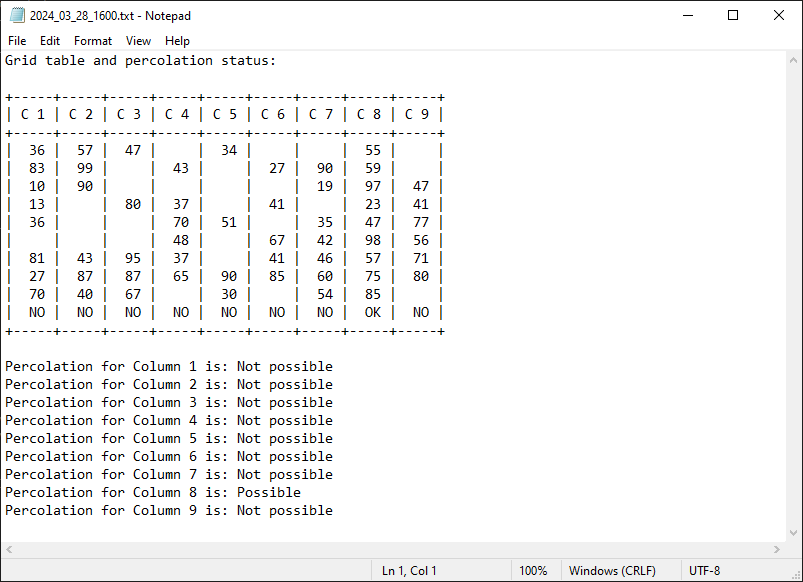 2024_03_28_1600.txt - Notepad
File Edit Format View Help
Grid table and percolation status:
+-----+-----+-----+-----+-----+-----+-----+-----+-----+
| C 1 | C 2 | C 3 | C 4 | C 5 | C 6 | C 7 | C 8 | C 9 |
+-----+-----+-----+-----+-----+-----+-----+-----+-----+
|  36 |  57 |  47 |     |  34 |     |     |  55 |     |
|  83 |  99 |     |  43 |     |  27 |  90 |  59 |     |
|  10 |  90 |     |     |     |     |  19 |  97 |  47 |
|  13 |     |  80 |  37 |     |  41 |     |  23 |  41 |
|  36 |     |     |  70 |  51 |     |  35 |  47 |  77 |
|     |     |     |  48 |     |  67 |  42 |  98 |  56 |
|  81 |  43 |  95 |  37 |     |  41 |  46 |  57 |  71 |
|  27 |  87 |  87 |  65 |  90 |  85 |  60 |  75 |  80 |
|  70 |  40 |  67 |     |  30 |     |  54 |  85 |     |
|  NO |  NO |  NO |  NO |  NO |  NO |  NO |  OK |  NO |
+-----+-----+-----+-----+-----+-----+-----+-----+-----+
Percolation for Column 1 is: Not possible
Percolation for Column 2 is: Not possible
Percolation for Column 3 is: Not possible
Percolation for Column 4 is: Not possible
Percolation for Column 5 is: Not possible
Percolation for Column 6 is: Not possible
Percolation for Column 7 is: Not possible
Percolation for Column 8 is: Possible
Percolation for Column 9 is: Not possible
Ln 1, Col 1 100% Windows (CRLF) UTF-8